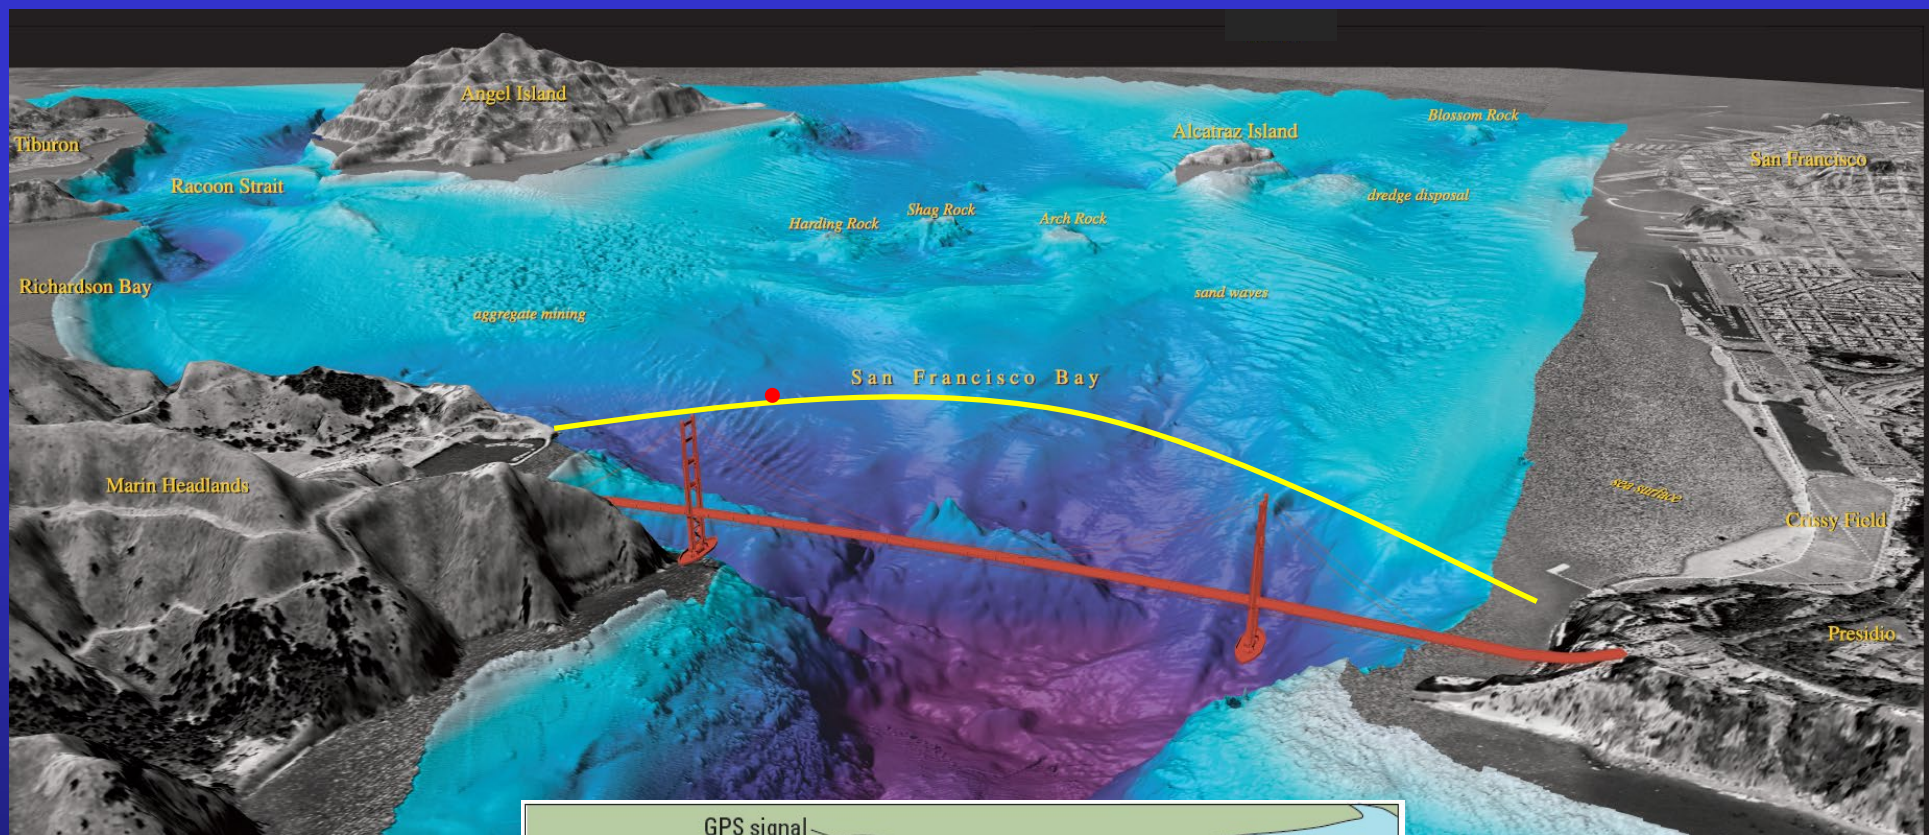 Angel Island
Blossom Rock
Alcatraz Island
Tiburon
San Francisco
Racoon Strait
dredge disposal
Shag Rock
Harding Rock
Arch Rock
Richardson Bay
sand waves
aggregate mining
San Francisco Bay
Marin Headlands
sea surface
Crissy Field
Presidio
GPS signal